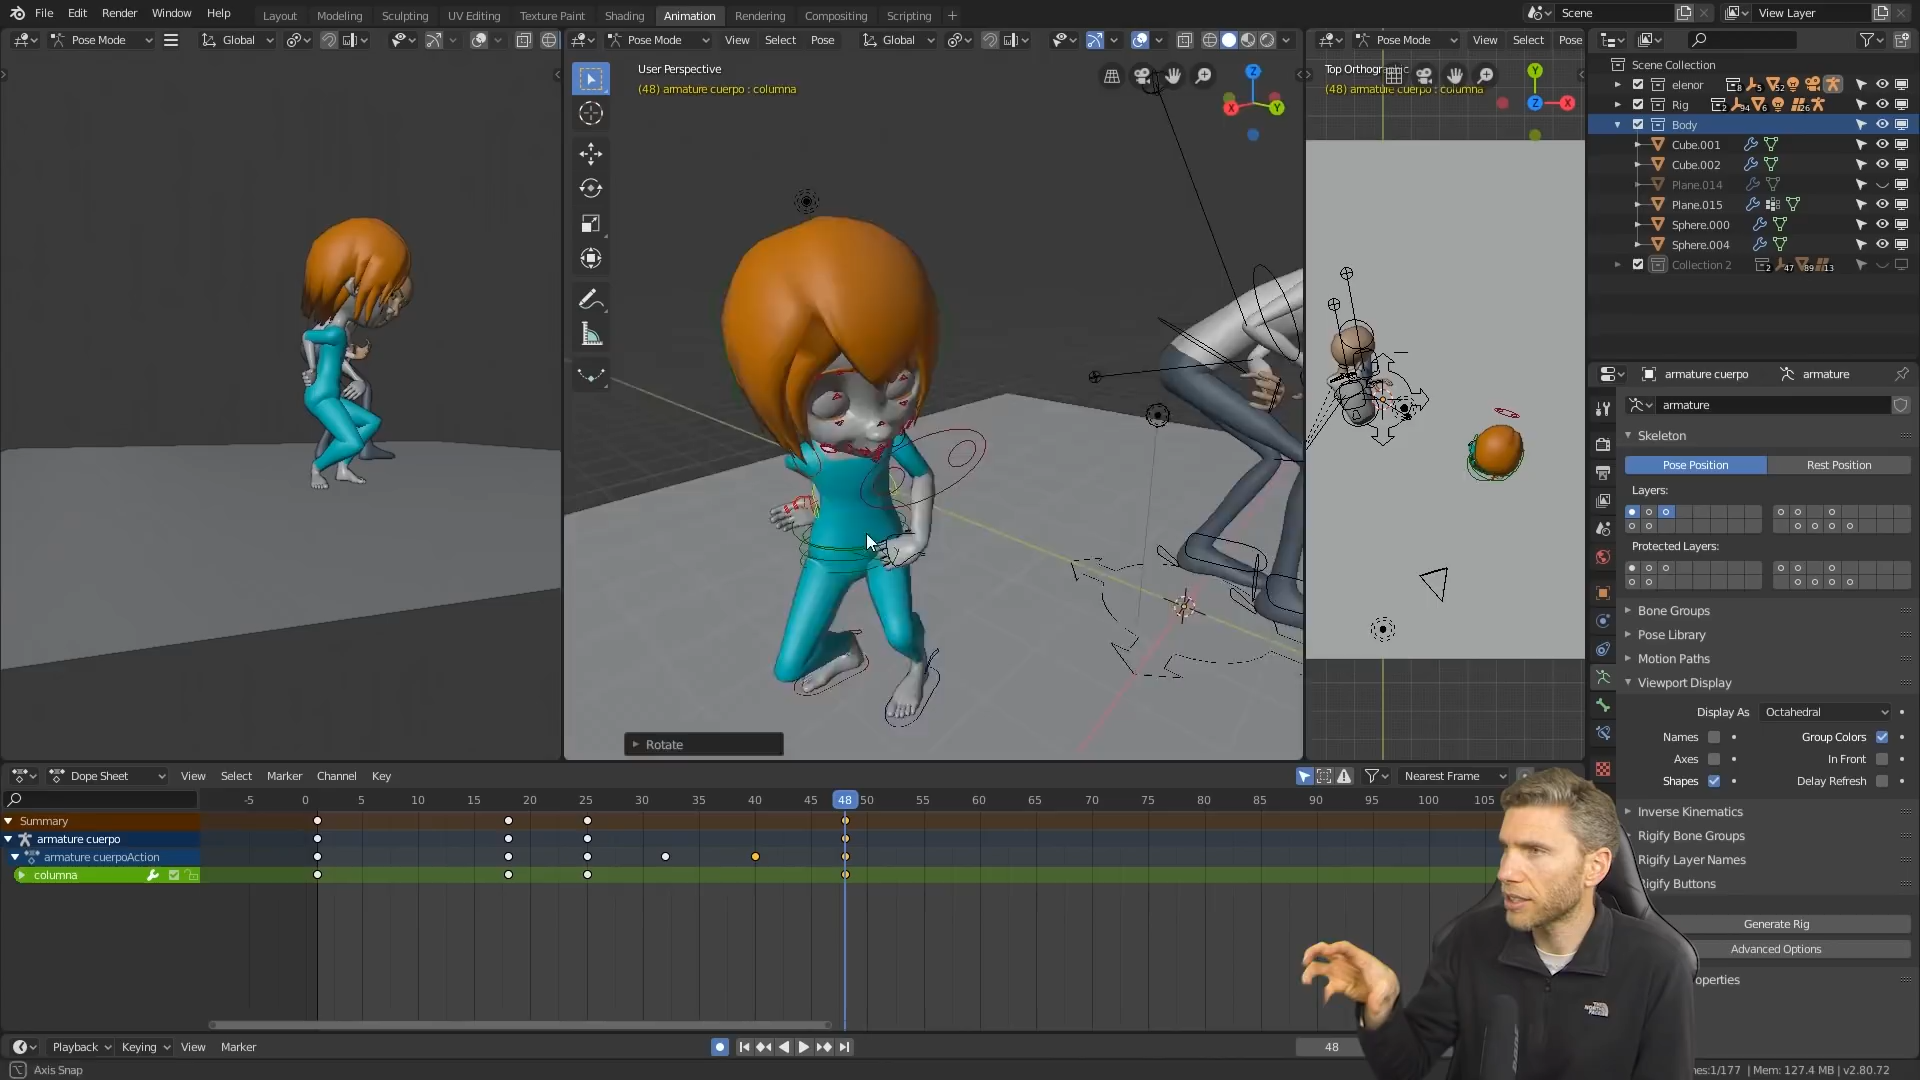 File Edit Render Window Help
Layout Modeling Sculpting UV Editing Texture Paint Shading Animation Rendering Compositing Scripting +
Scene
View Layer
Pose Mode
Global
Pose Mode View Select Pose
Global
Pose Mode View Select Pose
User Perspective
(48) armature cuerpo : columna
Z
X
Y
Top Orthogra
(48) armature cuerpo : columna
Y
Z
X
Rotate
Scene Collection
elenor
Rig
Body
Cube.001
Cube.002
Plane.014
Plane.015
Sphere.000
Sphere.004
Collection 2
armature cuerpo
armature
armature
Skeleton
Pose Position
Rest Position
Layers:
Protected Layers:
Bone Groups
Pose Library
Motion Paths
Viewport Display
Display As Octahedral
Names
Group Colors
Axes
In Front
Shapes
Delay Refresh
Inverse Kinematics
Rigify Bone Groups
Rigify Layer Names
Rigify Buttons
Generate Rig
Advanced Options
operties
Dope Sheet View Select Marker Channel Key
Nearest Frame
-5 0 5 10 15 20 25 30 35 40 45 48 50 55 60 65 70 75 80 85 90 95 100 105
Summary
armature cuerpo
armature cuerpoAction
columna
Playback Keying View Marker
48
Axis Snap
nes:1/177 | Mem: 127.4 MB | v2.80.72